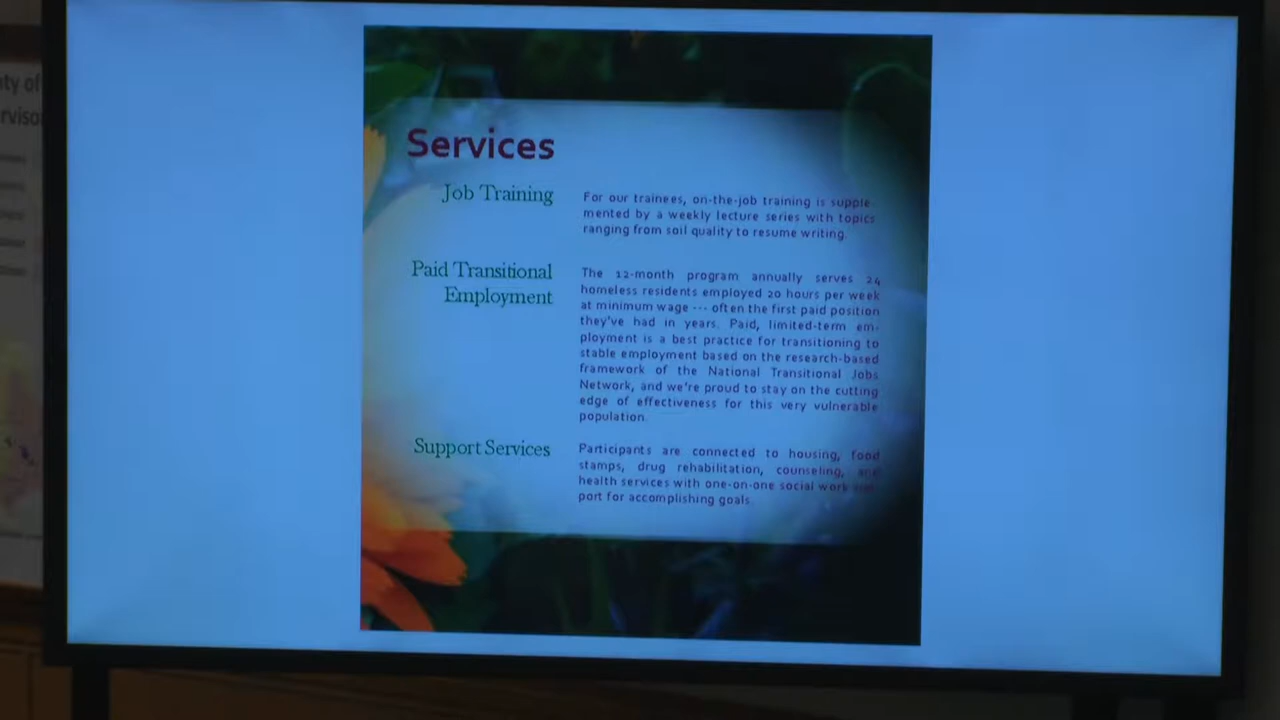 Services
Job Training
For our trainees, on-the-job training is supple-
mented by a weekly lecture series with topics
ranging from soil quality to resume writing.
Paid Transitional
Employment
The 12-month program annually serves 24
homeless residents employed 20 hours per week
at minimum wage --- often the first paid position
they've had in years. Paid, limited-term em-
ployment is a best practice for transitioning to
stable employment based on the research-based
framework of the National Transitional Jobs
Network, and we're proud to stay on the cutting
edge of effectiveness for this very vulnerable
population.
Support Services
Participants are connected to housing, food
stamps, drug rehabilitation, counseling, and
health services with one-on-one social work
port for accomplishing goals.